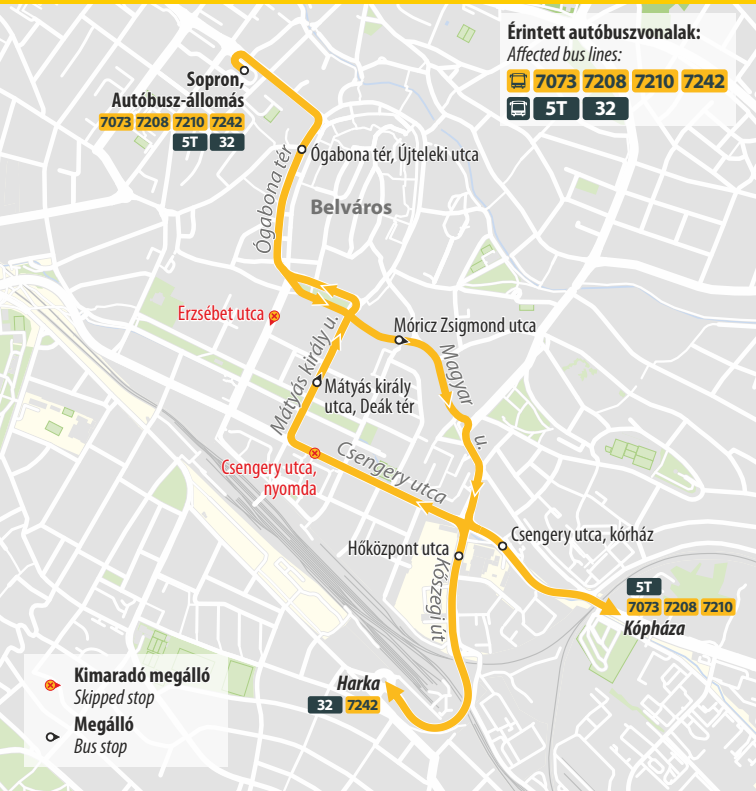 Érintett autóbuszvonalak:
Affected bus lines:
7073 7208 7210 7242
5T 32
Sopron,
Autóbusz-állomás
7073 7208 7210 7242
5T 32
Ógabona tér, Újteleki utca
Ógabona tér
Belváros
Erzsébet utca
Mátyás király u.
Móricz Zsigmond utca
Magyar u.
Mátyás király
utca, Deák tér
Csengery utca,
nyomda
Csengery utca
Hőközpont utca
Csengery utca, kórház
Kőszegi út
5T
7073 7208 7210
Kópháza
Harka
32 7242
Kimaradó megálló
Skipped stop
Megálló
Bus stop